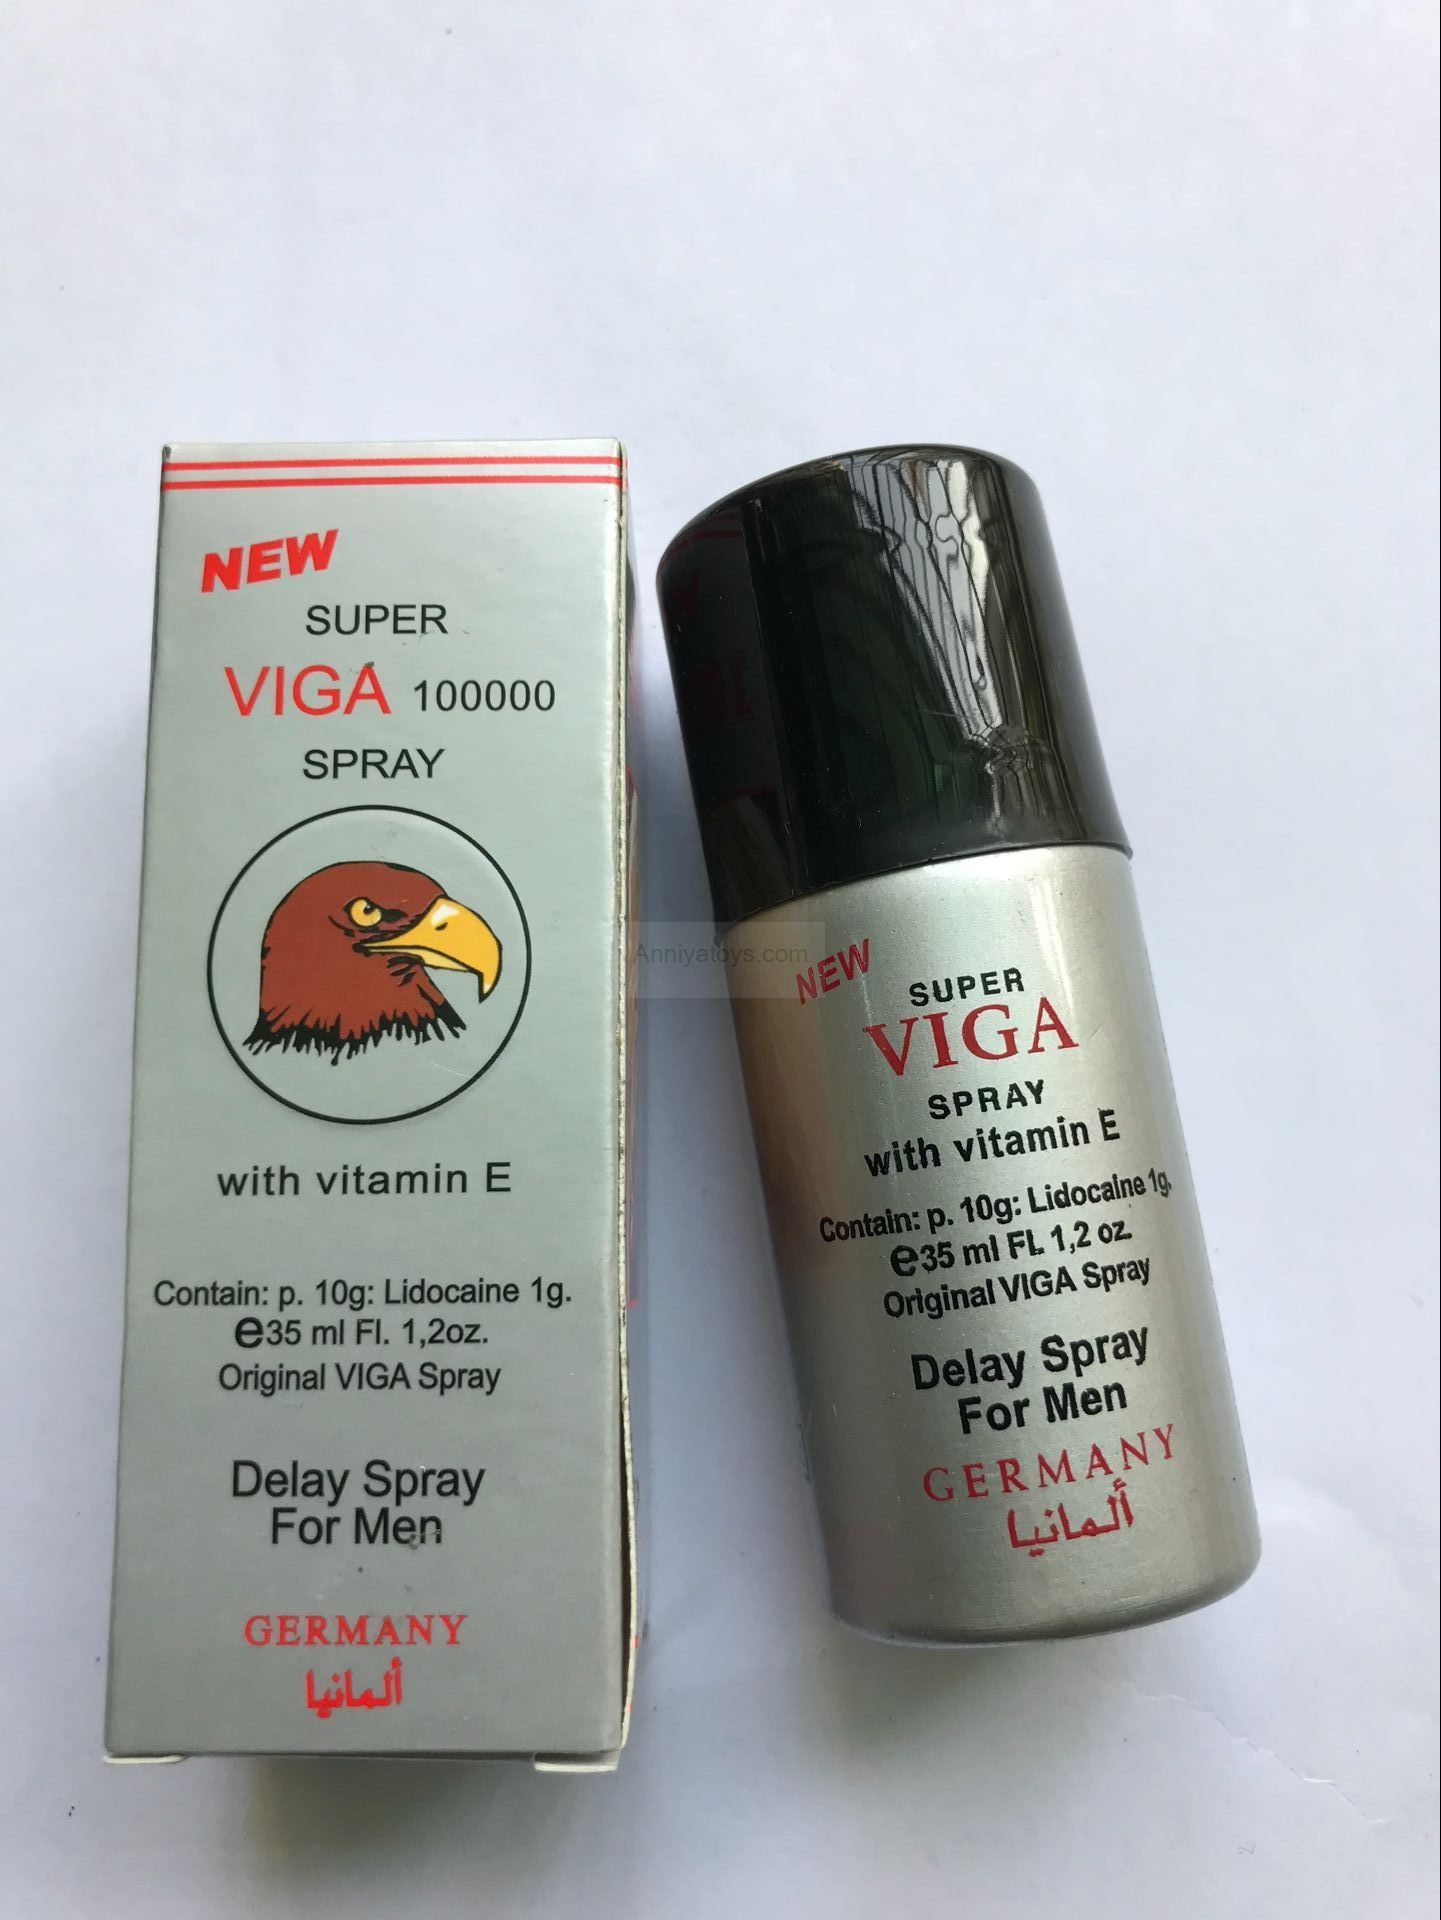 NEW
SUPER
VIGA 100000
SPRAY
with vitamin E
Contain: p. 10g: Lidocaine 1g.
℮35 ml Fl. 1,2oz.
Original VIGA Spray
Delay Spray
For Men
GERMANY
ألمانيا
Anniyatoys.com
NEW
SUPER
VIGA
SPRAY
with vitamin E
Contain: p. 10g: Lidocaine 1g.
℮35 ml FL 1,2 oz.
Original VIGA Spray
Delay Spray
For Men
GERMANY
ألمانيا